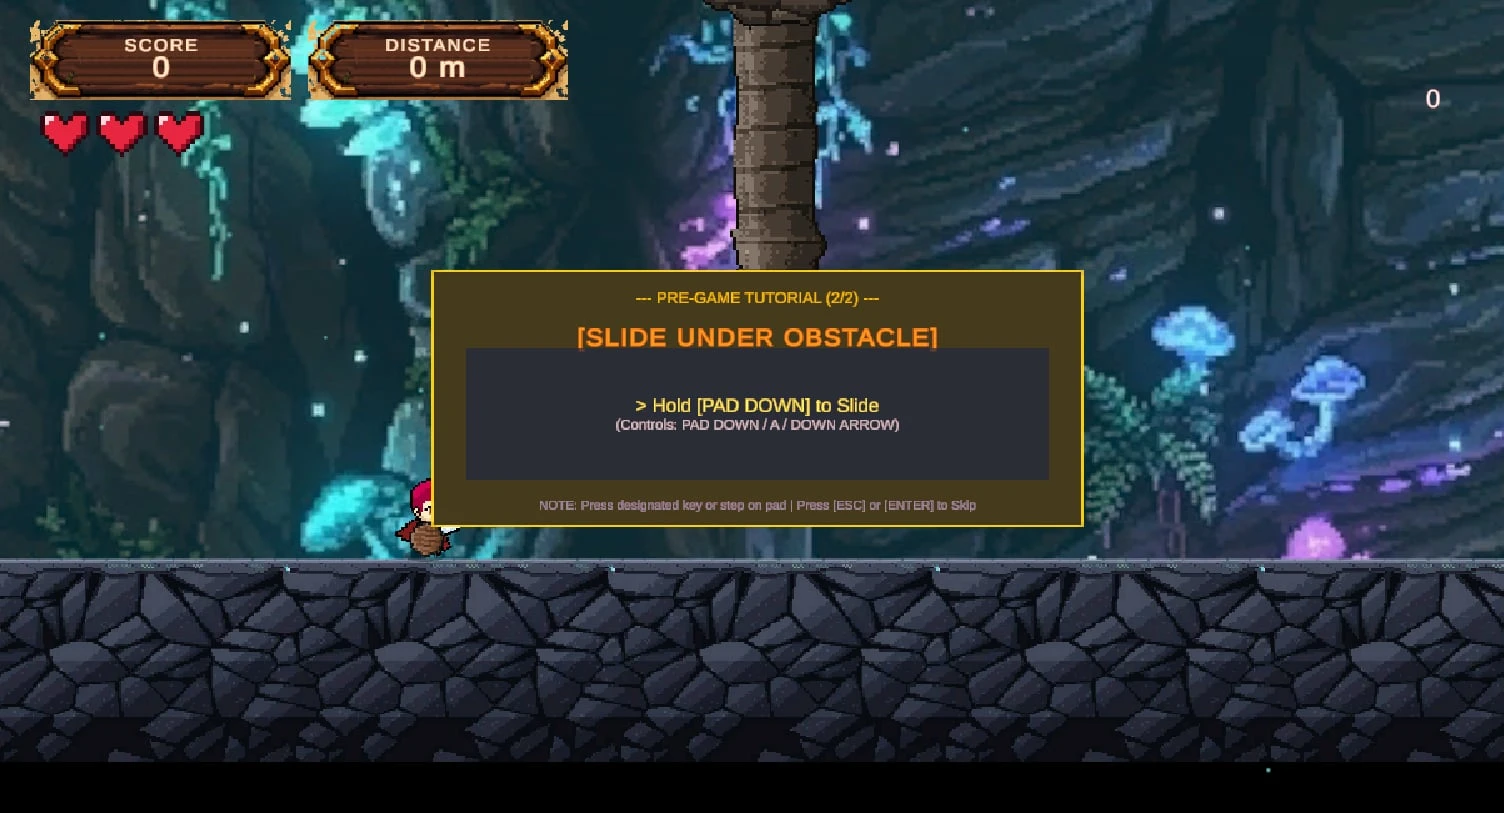 SCORE
0
DISTANCE
0 m
0
--- PRE-GAME TUTORIAL (2/2) ---
[SLIDE UNDER OBSTACLE]
> Hold [PAD DOWN] to Slide
(Controls: PAD DOWN / A / DOWN ARROW)
NOTE: Press designated key or step on pad | Press [ESC] or [ENTER] to Skip